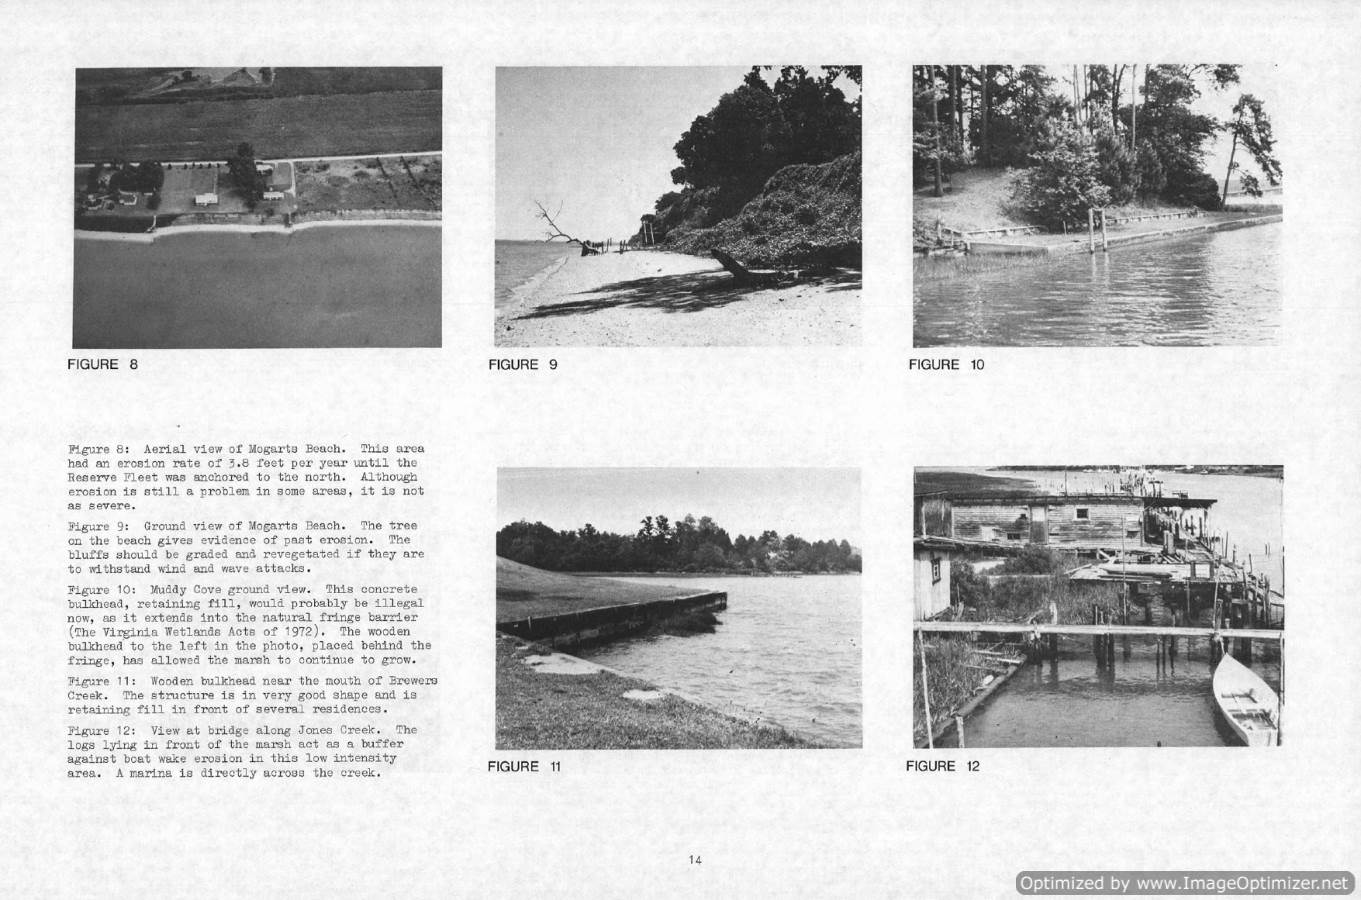 FIGURE 8
FIGURE 9
FIGURE 10
Figure 8: Aerial view of Mogarts Beach. This area
had an erosion rate of 3.8 feet per year until the
Reserve Fleet was anchored to the north. Although
erosion is still a problem in some areas, it is not
as severe.
Figure 9: Ground view of Mogarts Beach. The tree
on the beach gives evidence of past erosion. The
bluffs should be graded and revegetated if they are
to withstand wind and wave attacks.
Figure 10: Muddy Cove ground view. This concrete
bulkhead, retaining fill, would probably be illegal
now, as it extends into the natural fringe barrier
(The Virginia Wetlands Acts of 1972). The wooden
bulkhead to the left in the photo, placed behind the
fringe, has allowed the marsh to continue to grow.
Figure 11: Wooden bulkhead near the mouth of Brewers
Creek. The structure is in very good shape and is
retaining fill in front of several residences.
Figure 12: View at bridge along Jones Creek. The
logs lying in front of the marsh act as a buffer
against boat wake erosion in this low intensity
area. A marina is directly across the creek.
FIGURE 11
FIGURE 12
14
Optimized by www.ImageOptimizer.net